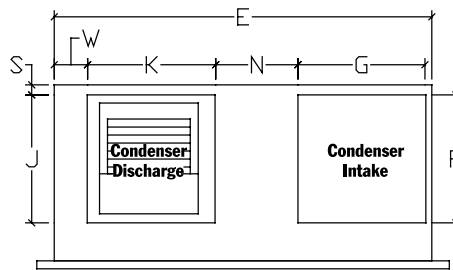 E
W
S K N G
J
Condenser
Discharge
Condenser
Intake